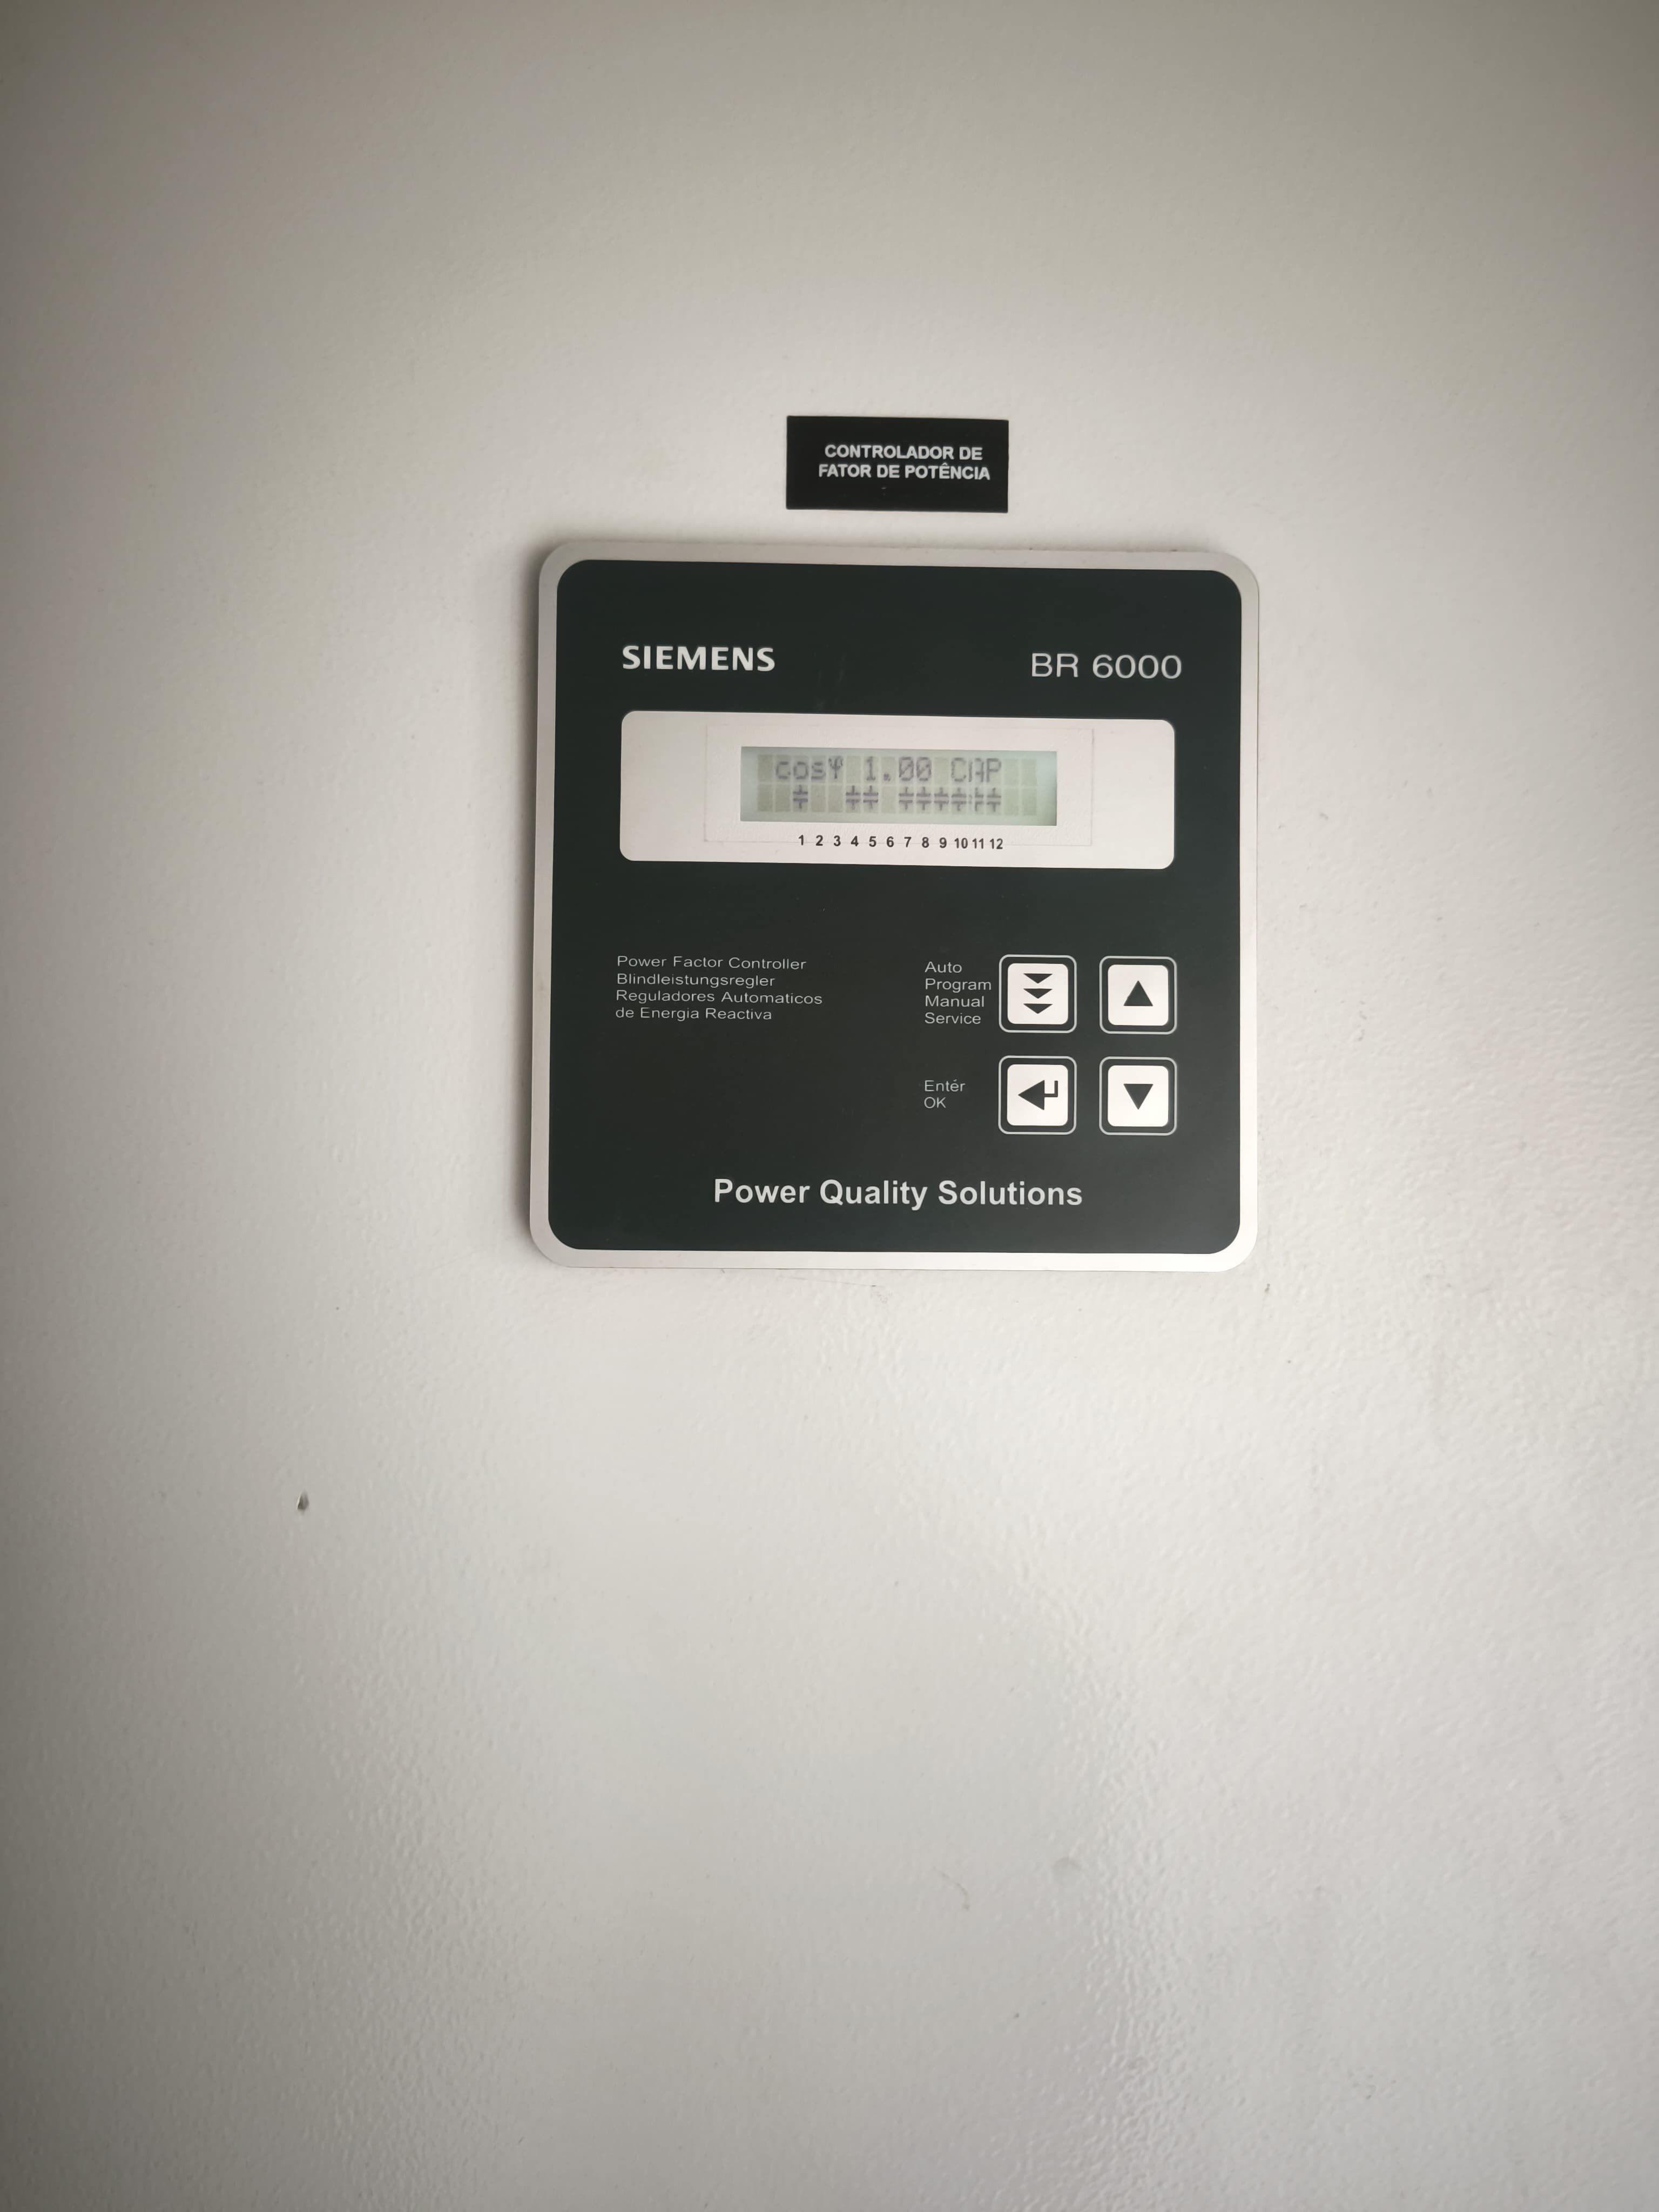 CONTROLADOR DE
FATOR DE POTÊNCIA
SIEMENS
BR 6000
cosφ 1.00 CAP
1 2 3 4 5 6 7 8 9 10 11 12
Power Factor Controller
Blindleistungsregler
Reguladores Automaticos
de Energia Reactiva
Auto
Program
Manual
Service
Entér
OK
Power Quality Solutions